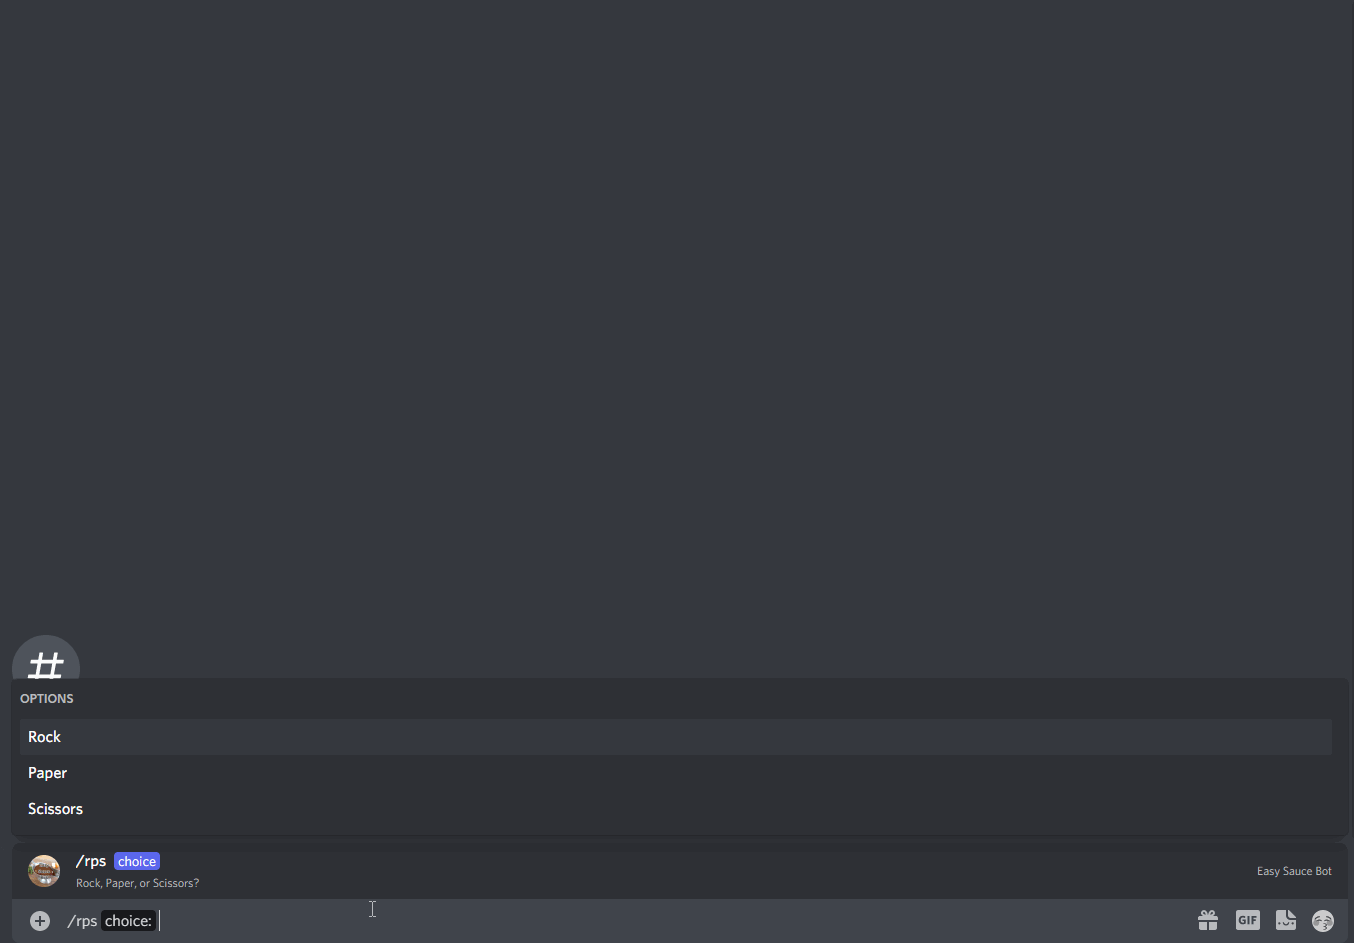 #
OPTIONS
Rock
Paper
Scissors
/rps choice
Rock, Paper, or Scissors?
Easy Sauce Bot
/rps choice:
GIF